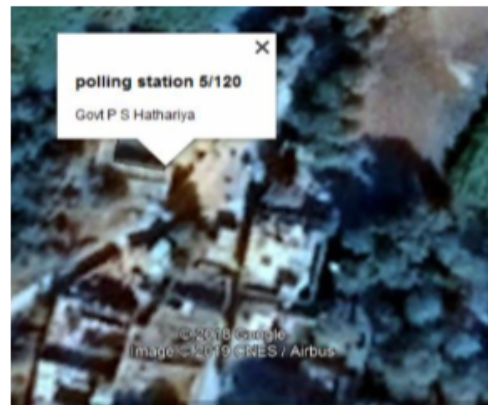 polling station 5/120
Govt P S Hathariya
© 2018 Google
Image © 2019 CNES / Airbus